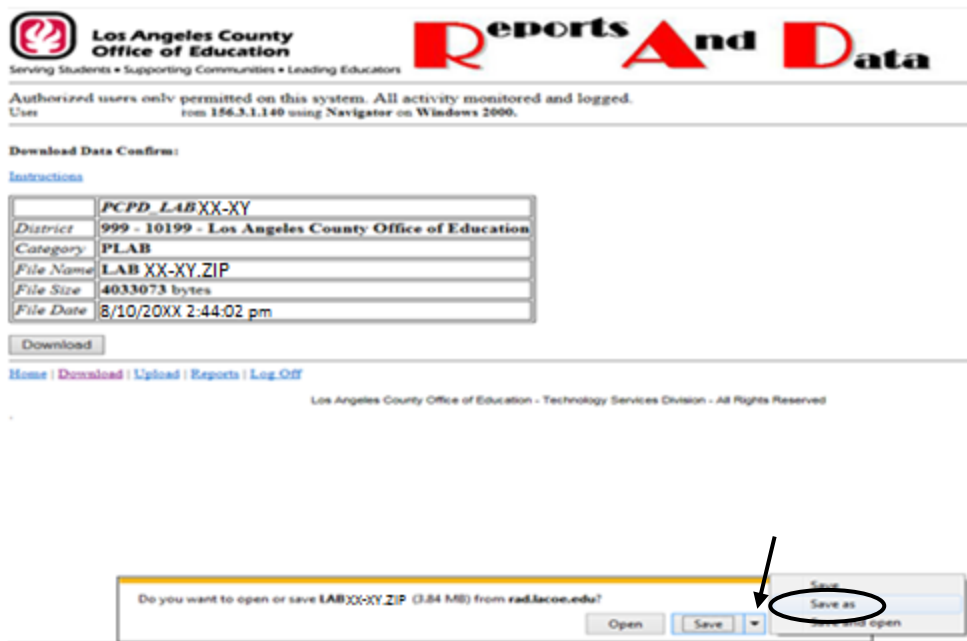 Los Angeles County
Office of Education
Serving Students • Supporting Communities • Leading Educators
Reports And Data
Authorized users only permitted on this system. All activity monitored and logged.
User rom 156.3.1.140 using Navigator on Windows 2000.
Download Data Confirm:
Instructions
PCPD_LAB XX-XY
District 999 - 10199 - Los Angeles County Office of Education
Category PLAB
File Name LAB XX-XY.ZIP
File Size 4033073 bytes
File Date 8/10/20XX 2:44:02 pm
Download
Home | Download | Upload | Reports | Log Off
Los Angeles County Office of Education - Technology Services Division - All Rights Reserved
Save
Do you want to open or save LAB XX-XY.ZIP (3.84 MB) from rad.lacoe.edu?
Save as
Open Save Save and open